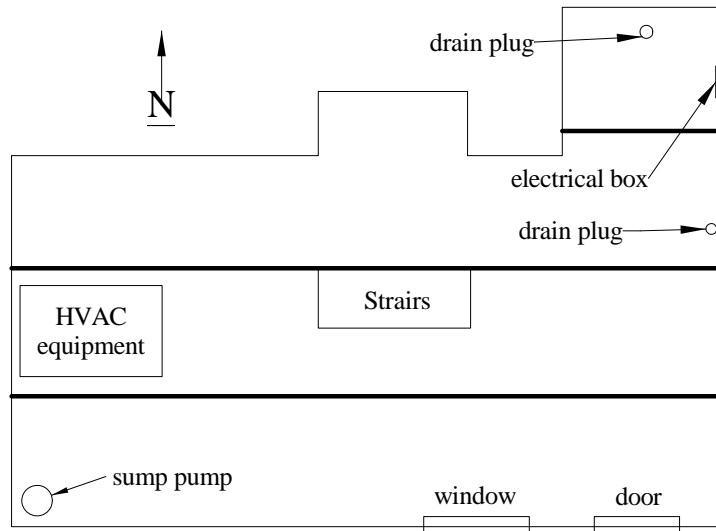 drain plug
N
electrical box
drain plug
Strairs
HVAC
equipment
sump pump
window
door